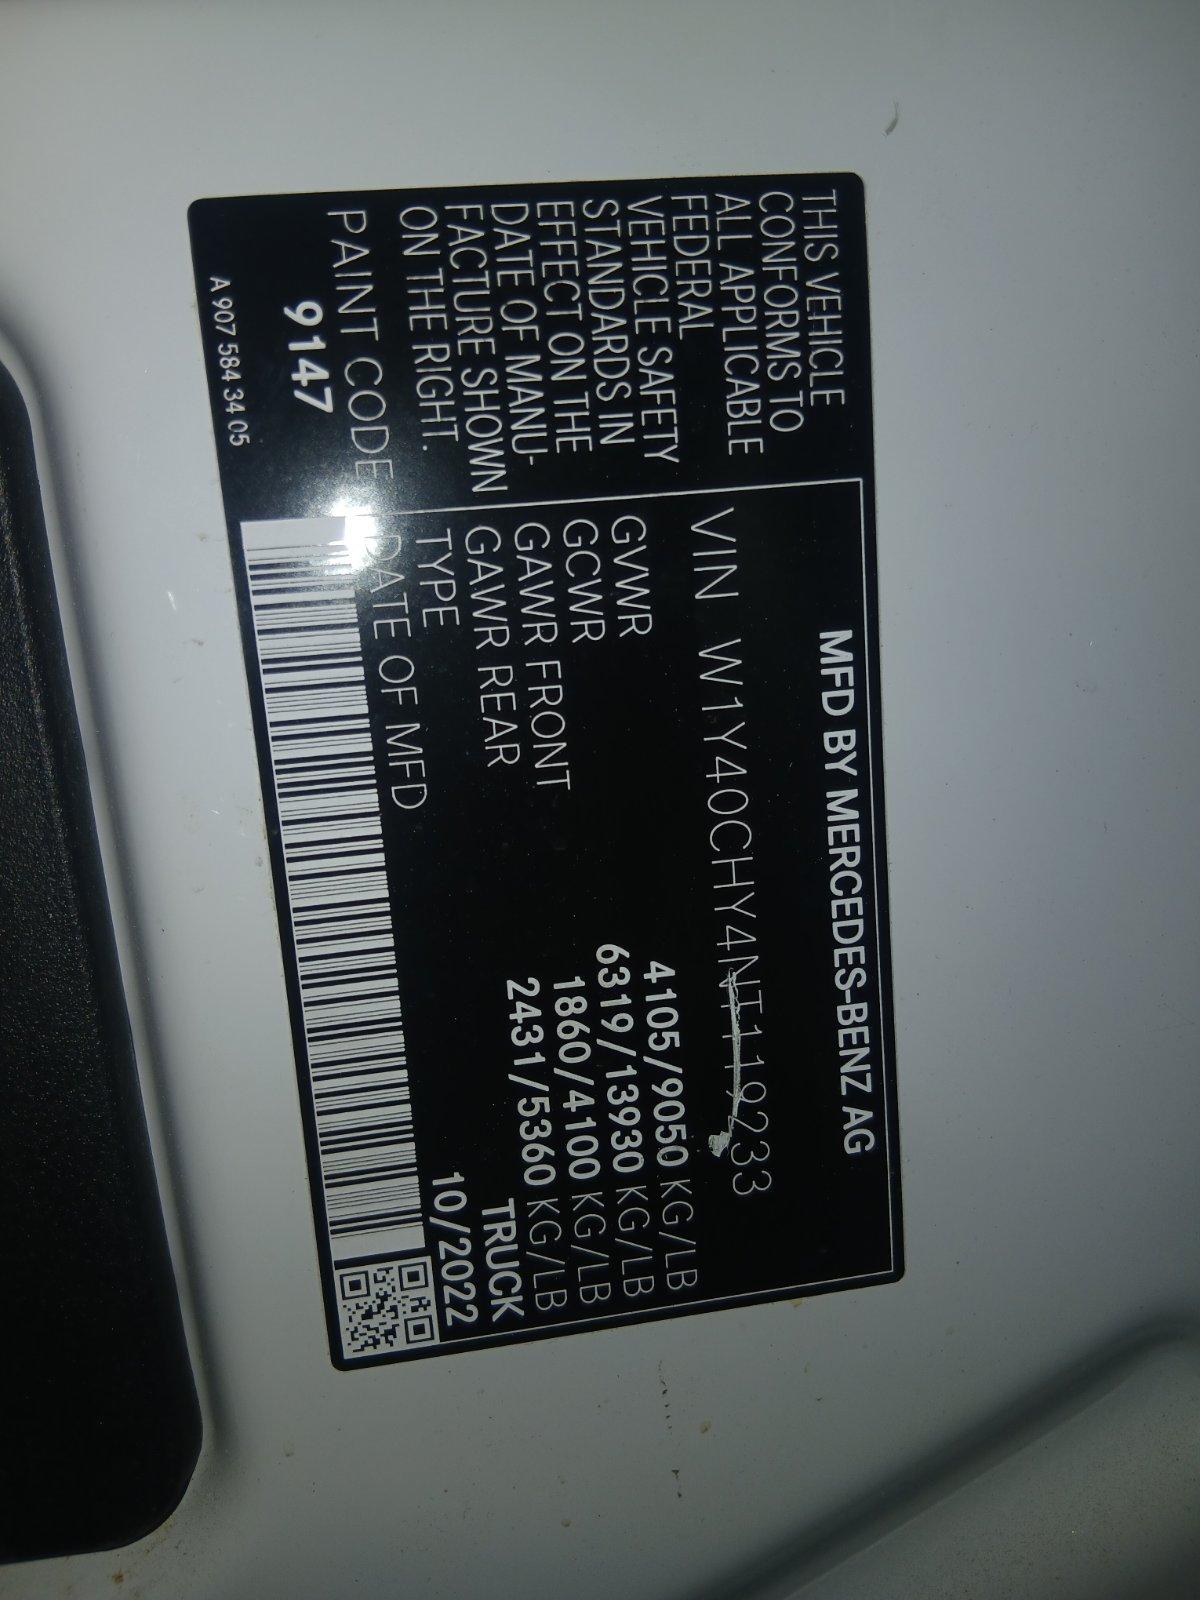 MFD BY MERCEDES-BENZ AG
THIS VEHICLE
CONFORMS TO
ALL APPLICABLE
FEDERAL
VEHICLE SAFETY
STANDARDS IN
EFFECT ON THE
DATE OF MANU-
FACTURE SHOWN
ON THE RIGHT.
PAINT CODE
9147
A 907 584 34 05
VIN W1Y40CHY4NT119233
GVWR 4105/9050 KG/LB
GCWR 6319/13930 KG/LB
GAWR FRONT 1860/4100 KG/LB
GAWR REAR 2431/5360 KG/LB
TYPE TRUCK
DATE OF MFD 10/2022